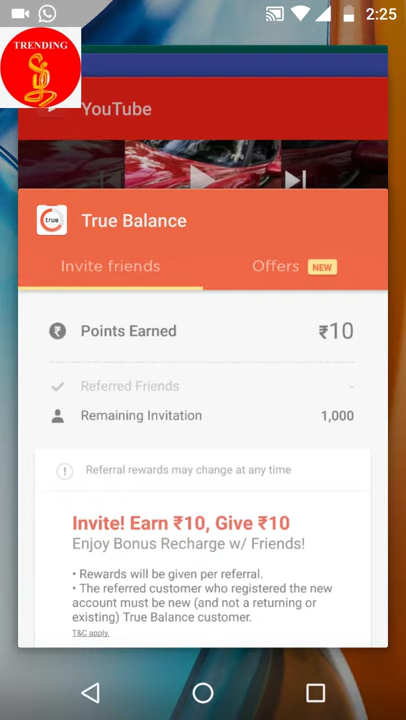 2:25
TRENDING
YouTube
true
True Balance
Invite friends
Offers NEW
Points Earned ₹10
Referred Friends -
Remaining Invitation 1,000
Referral rewards may change at any time
Invite! Earn ₹10, Give ₹10
Enjoy Bonus Recharge w/ Friends!
• Rewards will be given per referral.
• The referred customer who registered the new
account must be new (and not a returning or
existing) True Balance customer.
T&C apply.